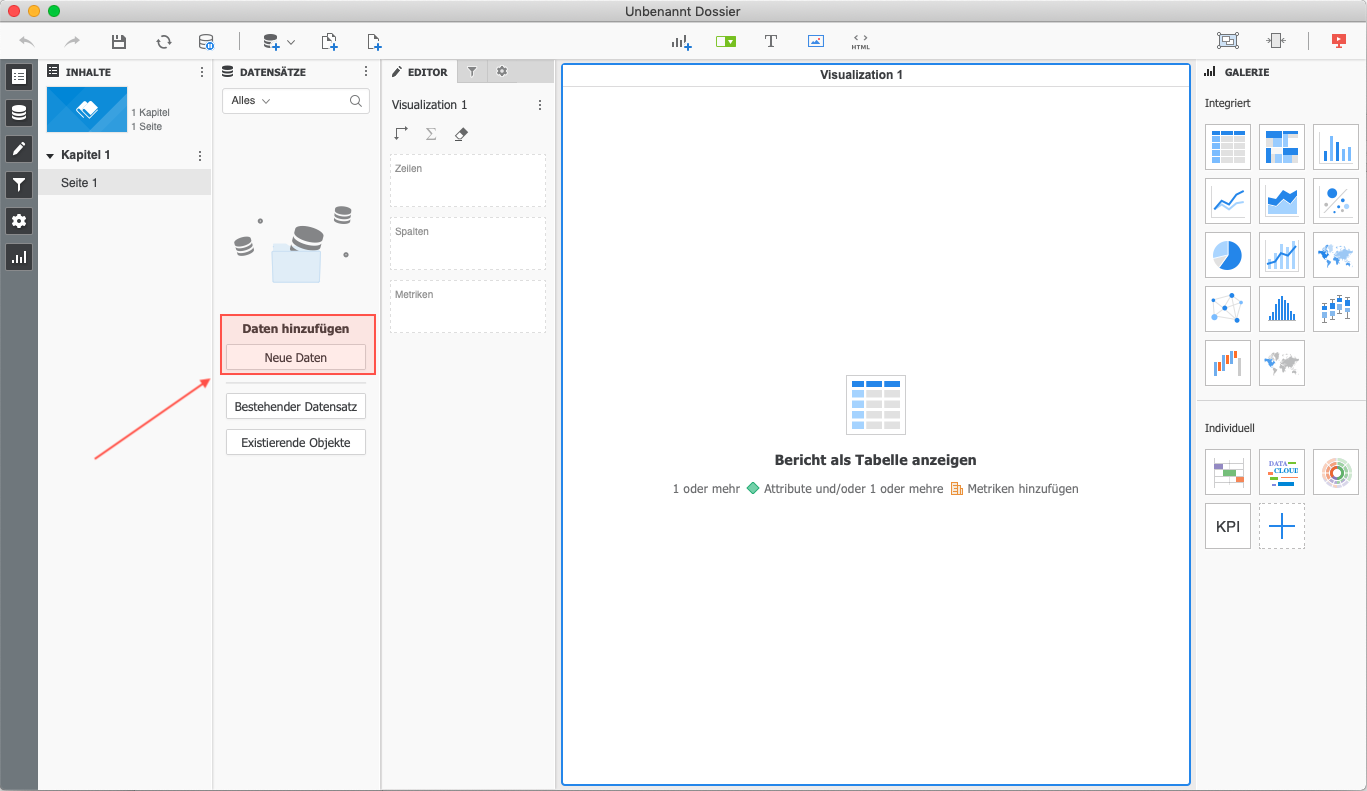 Unbenannt Dossier
HTML
INHALTE
1 Kapitel
1 Seite
Kapitel 1
Seite 1
DATENSÄTZE
Alles
Daten hinzufügen
Neue Daten
Bestehender Datensatz
Existierende Objekte
EDITOR
Visualization 1
Zeilen
Spalten
Metriken
Visualization 1
Bericht als Tabelle anzeigen
1 oder mehr Attribute und/oder 1 oder mehre Metriken hinzufügen
GALERIE
Integriert
Individuell
DATA
CLOUD
KPI